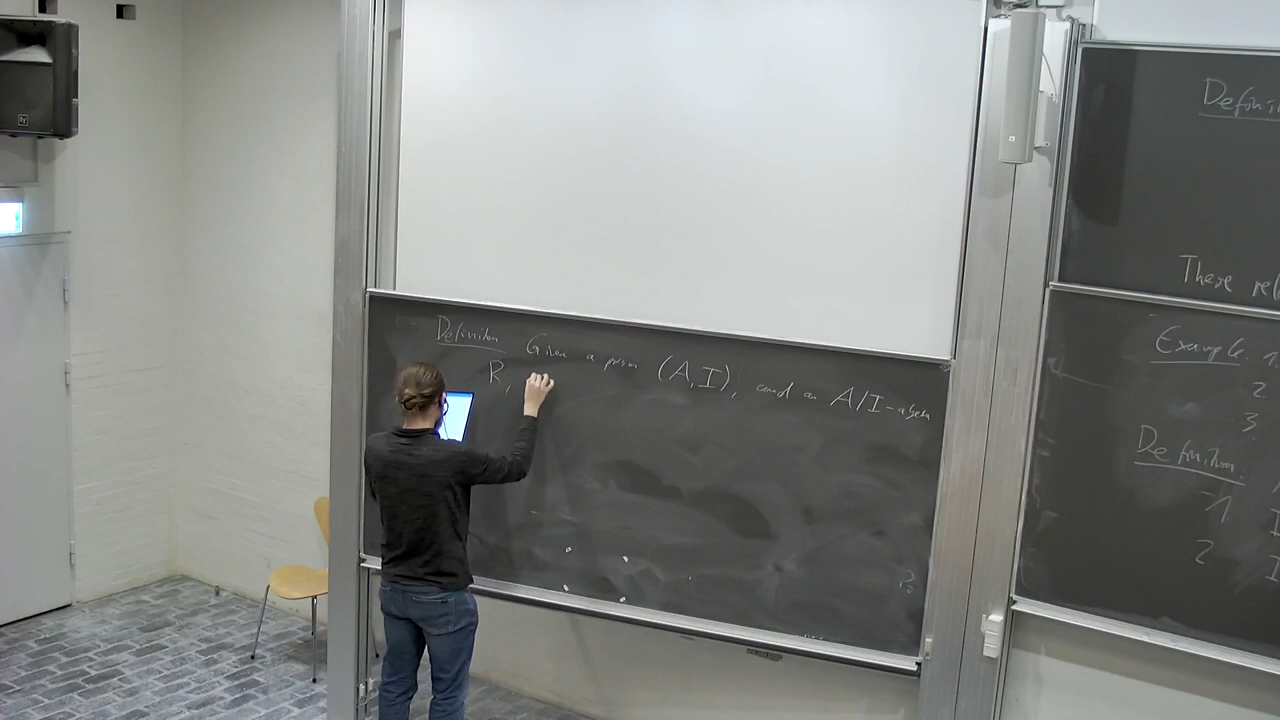 Definition Given a prism (A,I), and an A/I-algebra
R,
Defini
These rel
Example. 1.
2.
3.
Definition.
1
2